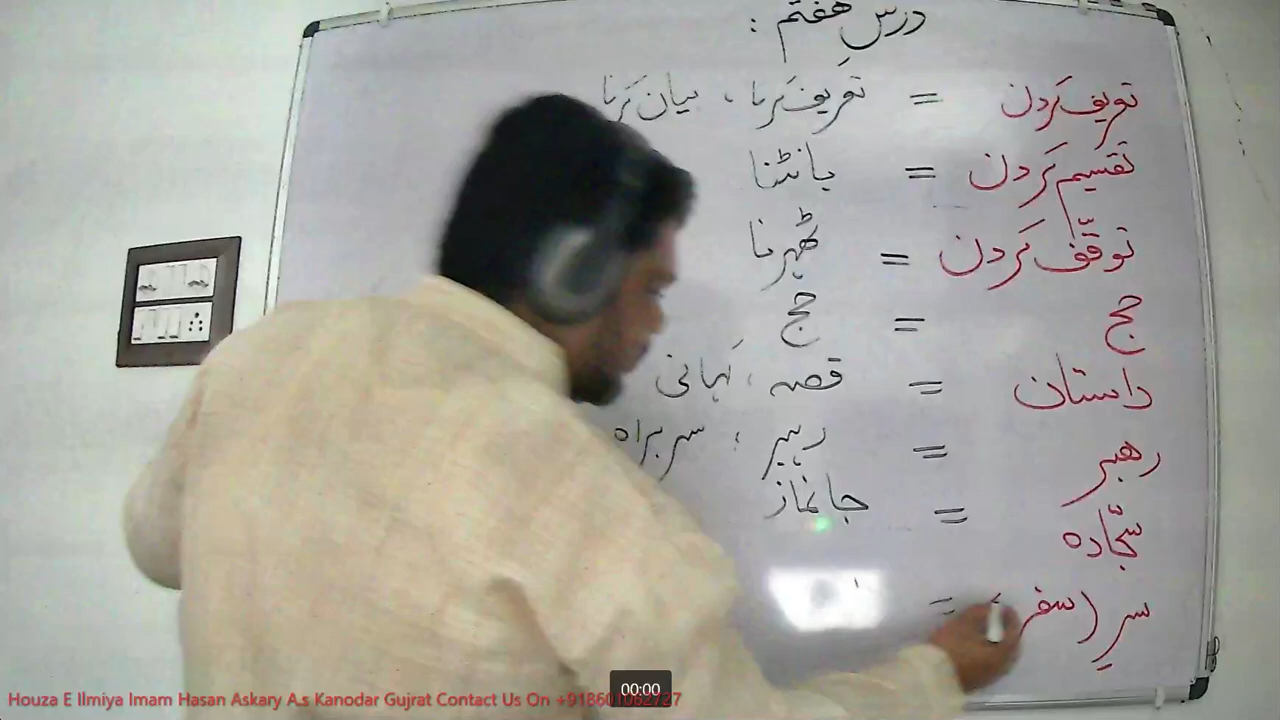 درس هفتم :
تعریف کردن = تعریف کرنا ، بیان کرنا
تقسیم کردن = بانٹنا
توقّف کردن = ٹھہرنا
حج = حج
داستان = قصہ ، کہانی
رهبر = رہبر ، سربراہ
سجّاده = جانماز
سر (سفر =
00:00
Houza E Ilmiya Imam Hasan Askary A.s Kanodar Gujrat Contact Us On +918601062727